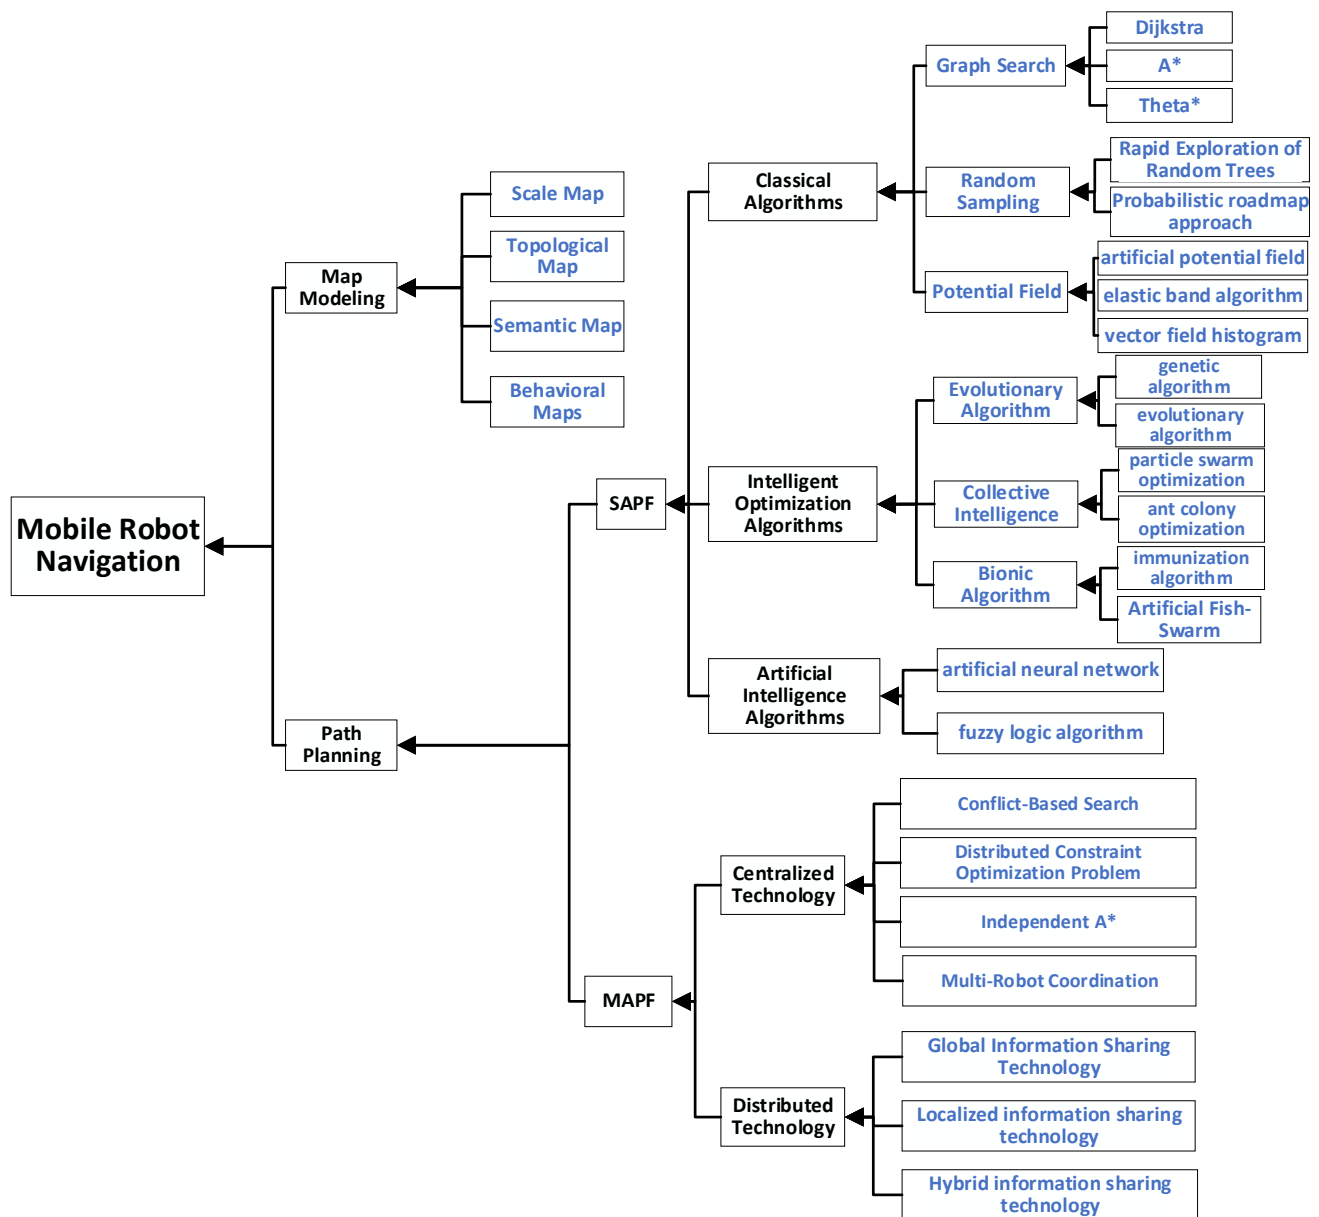 Mobile Robot
Navigation
Map
Modeling
Scale Map
Topological
Map
Semantic Map
Behavioral
Maps
Path
Planning
SAPF
Classical
Algorithms
Graph Search
Dijkstra
A*
Theta*
Random
Sampling
Rapid Exploration of
Random Trees
Probabilistic roadmap
approach
Potential Field
artificial potential field
elastic band algorithm
vector field histogram
Intelligent
Optimization
Algorithms
Evolutionary
Algorithm
genetic
algorithm
evolutionary
algorithm
Collective
Intelligence
particle swarm
optimization
ant colony
optimization
Bionic
Algorithm
immunization
algorithm
Artificial Fish-
Swarm
Artificial
Intelligence
Algorithms
artificial neural network
fuzzy logic algorithm
MAPF
Centralized
Technology
Conflict-Based Search
Distributed Constraint
Optimization Problem
Independent A*
Multi-Robot Coordination
Distributed
Technology
Global Information Sharing
Technology
Localized information sharing
technology
Hybrid information sharing
technology